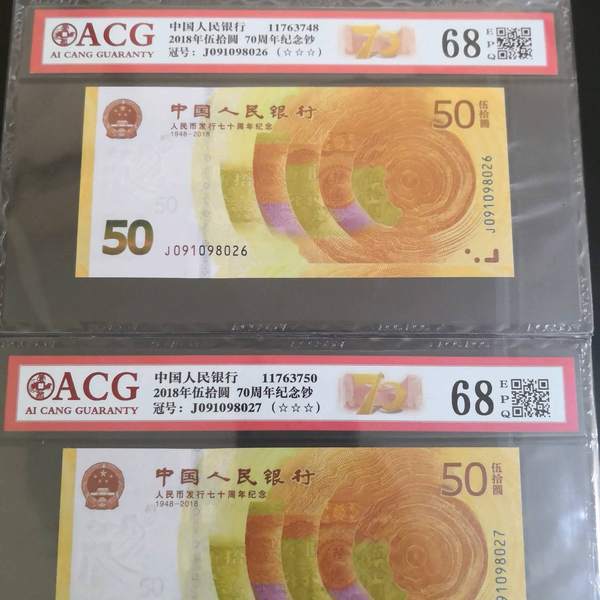 ACG
AI CANG GUARANTY
中国人民银行 11763748
2018年伍拾圆 70周年纪念钞
冠号：J091098026 （☆☆☆）
70
68
EPQ
中国人民银行
人民币发行七十周年纪念
1948-2018
50
伍拾圆
50
50
J091098026
J091098026
ACG
AI CANG GUARANTY
中国人民银行 11763750
2018年伍拾圆 70周年纪念钞
冠号：J091098027 （☆☆☆）
70
68
EPQ
中国人民银行
人民币发行七十周年纪念
1948-2018
50
伍拾圆
50
091098027